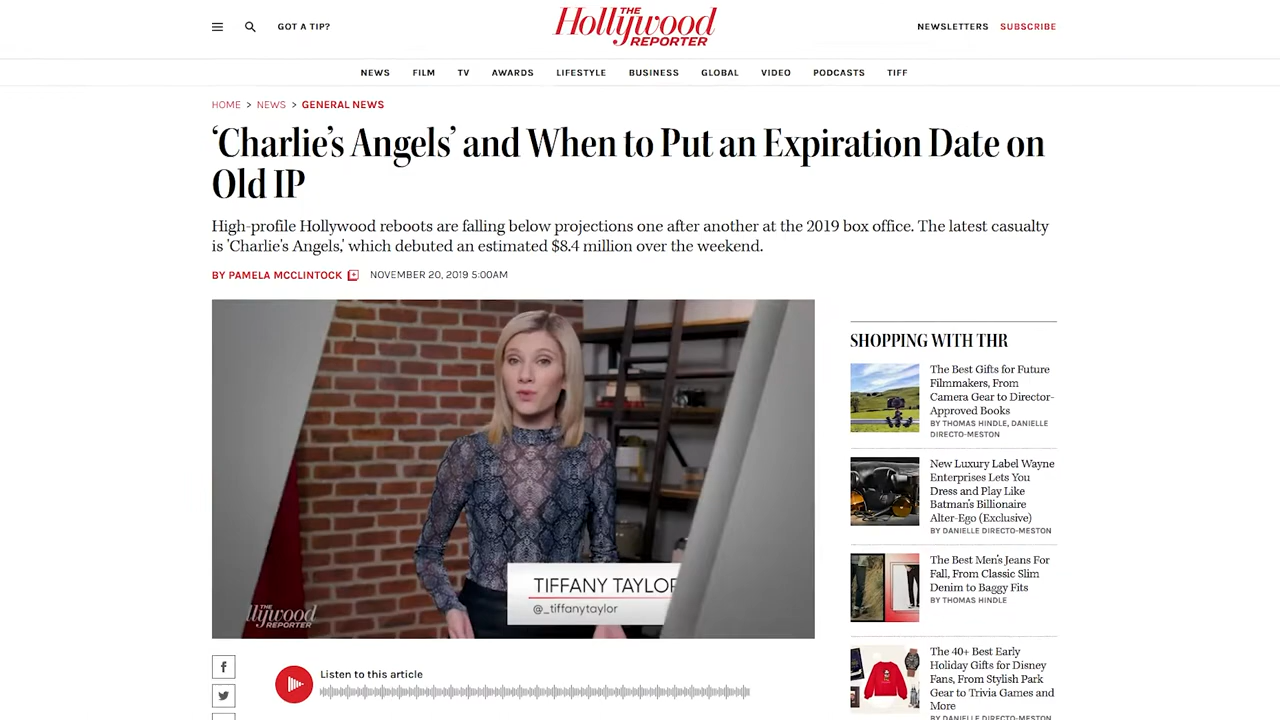 GOT A TIP?
THE
Hollywood
REPORTER
NEWSLETTERS
SUBSCRIBE
NEWS
FILM
TV
AWARDS
LIFESTYLE
BUSINESS
GLOBAL
VIDEO
PODCASTS
TIFF
HOME > NEWS > GENERAL NEWS
‘Charlie’s Angels’ and When to Put an Expiration Date on
Old IP
High-profile Hollywood reboots are falling below projections one after another at the 2019 box office. The latest casualty
is 'Charlie's Angels,' which debuted an estimated $8.4 million over the weekend.
BY PAMELA MCCLINTOCK
NOVEMBER 20, 2019 5:00AM
TIFFANY TAYLOR
@_tiffanytaylor
THE
llywood
REPORTER
Listen to this article
SHOPPING WITH THR
The Best Gifts for Future
Filmmakers, From
Camera Gear to Director-
Approved Books
BY THOMAS HINDLE, DANIELLE
DIRECTO-MESTON
New Luxury Label Wayne
Enterprises Lets You
Dress and Play Like
Batman's Billionaire
Alter-Ego (Exclusive)
BY DANIELLE DIRECTO-MESTON
The Best Men's Jeans For
Fall, From Classic Slim
Denim to Baggy Fits
BY THOMAS HINDLE
The 40+ Best Early
Holiday Gifts for Disney
Fans, From Stylish Park
Gear to Trivia Games and
More
BY DANIELLE DIRECTO-MESTON